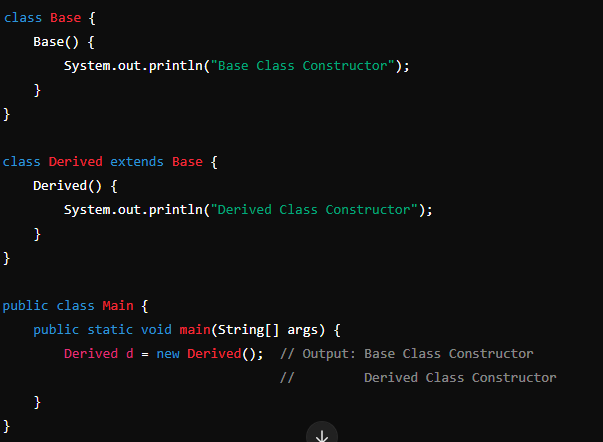 class Base {
    Base() {
        System.out.println("Base Class Constructor");
    }
}
class Derived extends Base {
    Derived() {
        System.out.println("Derived Class Constructor");
    }
}
public class Main {
    public static void main(String[] args) {
        Derived d = new Derived();  // Output: Base Class Constructor
                                    //         Derived Class Constructor
    }
}